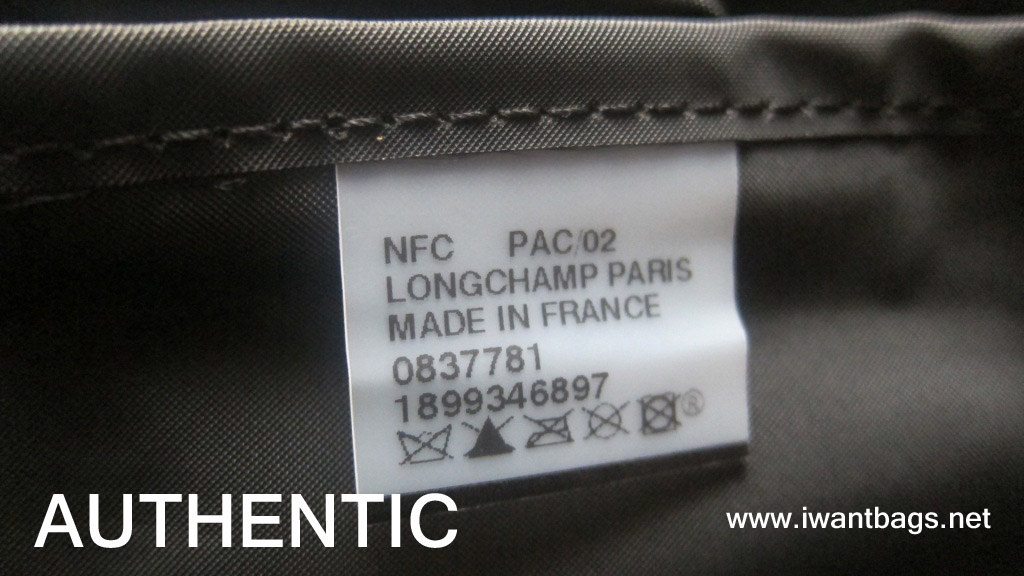 NFC PAC/02
LONGCHAMP PARIS
MADE IN FRANCE
0837781
1899346897
®
AUTHENTIC
www.iwantbags.net